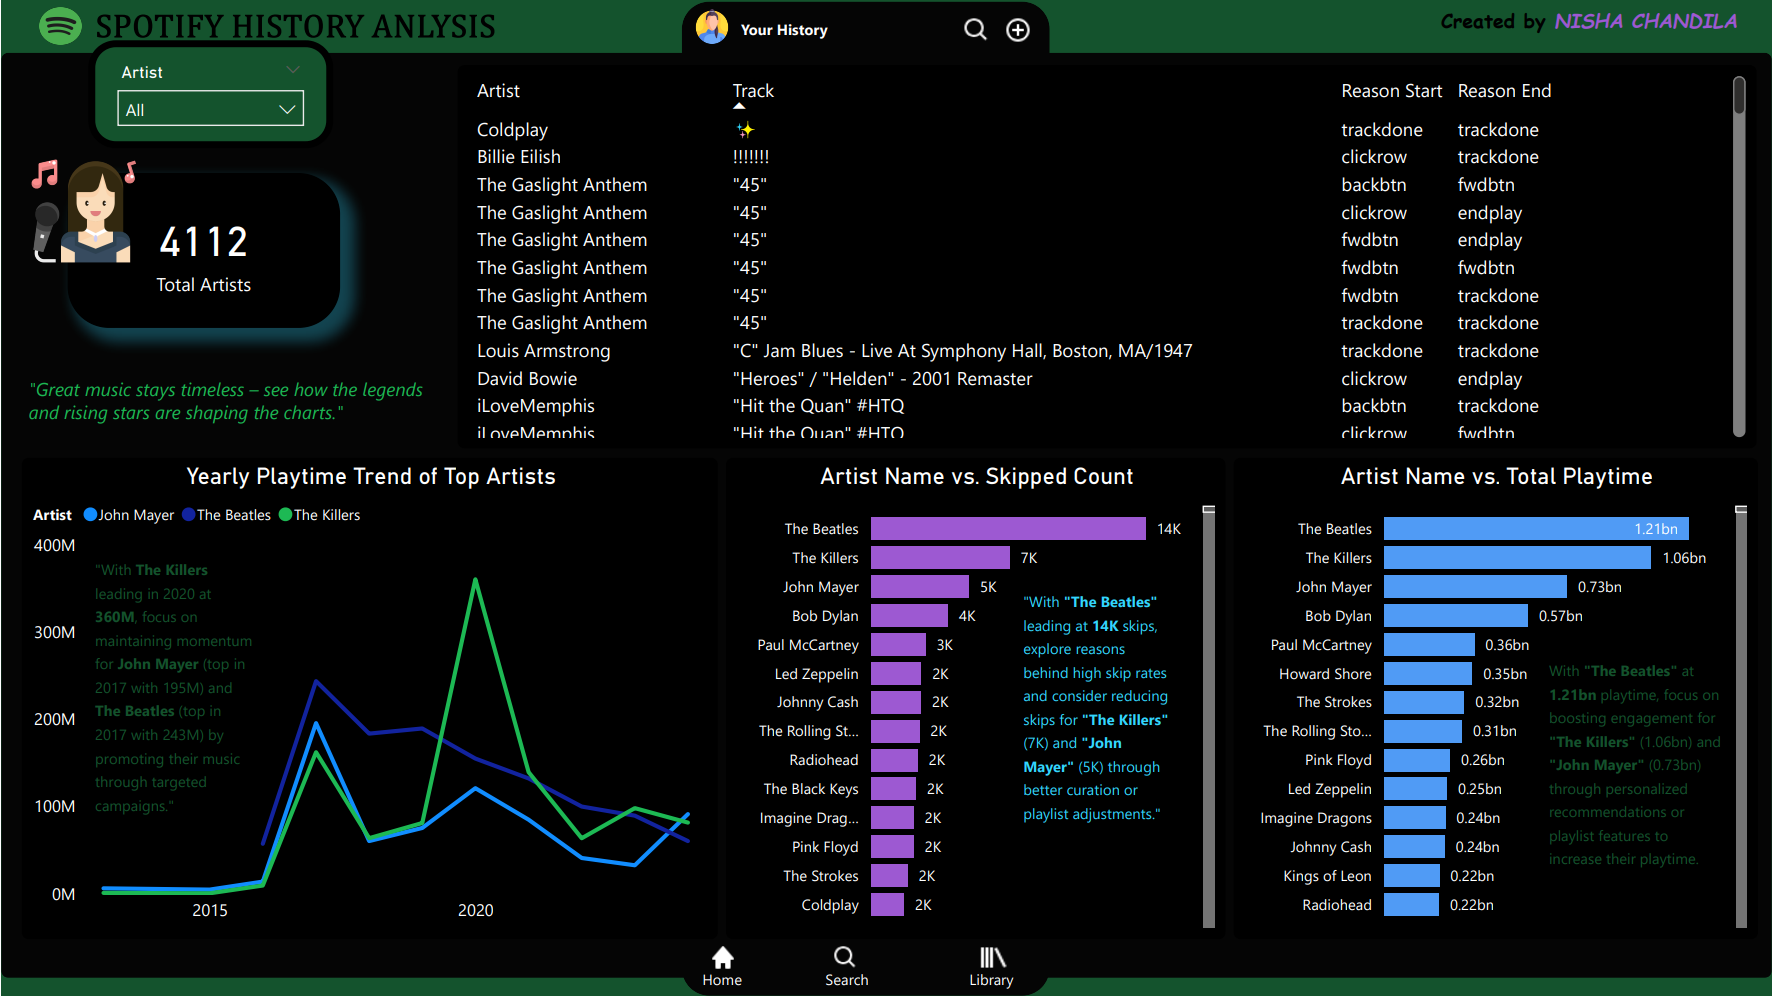 SPOTIFY HISTORY ANLYSIS
Your History
Created by NISHA CHANDILA
Artist
All
4112
Total Artists
"Great music stays timeless – see how the legends
and rising stars are shaping the charts."
Artist Track Reason Start Reason End
Coldplay ✨ trackdone trackdone
Billie Eilish !!!!!!! clickrow trackdone
The Gaslight Anthem "45" backbtn fwdbtn
The Gaslight Anthem "45" clickrow endplay
The Gaslight Anthem "45" fwdbtn endplay
The Gaslight Anthem "45" fwdbtn fwdbtn
The Gaslight Anthem "45" fwdbtn trackdone
The Gaslight Anthem "45" trackdone trackdone
Louis Armstrong "C" Jam Blues - Live At Symphony Hall, Boston, MA/1947 trackdone trackdone
David Bowie "Heroes" / "Helden" - 2001 Remaster clickrow endplay
iLoveMemphis "Hit the Quan" #HTQ backbtn trackdone
iLoveMemphis "Hit the Quan" #HTQ clickrow fwdbtn
Yearly Playtime Trend of Top Artists
Artist John Mayer The Beatles The Killers
400M
300M
200M
100M
0M
2015 2020
"With The Killers
leading in 2020 at
360M, focus on
maintaining momentum
for John Mayer (top in
2017 with 195M) and
The Beatles (top in
2017 with 243M) by
promoting their music
through targeted
campaigns."
Artist Name vs. Skipped Count
The Beatles 14K
The Killers 7K
John Mayer 5K
Bob Dylan 4K
Paul McCartney 3K
Led Zeppelin 2K
Johnny Cash 2K
The Rolling St... 2K
Radiohead 2K
The Black Keys 2K
Imagine Drag... 2K
Pink Floyd 2K
The Strokes 2K
Coldplay 2K
"With "The Beatles"
leading at 14K skips,
explore reasons
behind high skip rates
and consider reducing
skips for "The Killers"
(7K) and "John
Mayer" (5K) through
better curation or
playlist adjustments."
Artist Name vs. Total Playtime
The Beatles 1.21bn
The Killers 1.06bn
John Mayer 0.73bn
Bob Dylan 0.57bn
Paul McCartney 0.36bn
Howard Shore 0.35bn
The Strokes 0.32bn
The Rolling Sto... 0.31bn
Pink Floyd 0.26bn
Led Zeppelin 0.25bn
Imagine Dragons 0.24bn
Johnny Cash 0.24bn
Kings of Leon 0.22bn
Radiohead 0.22bn
With "The Beatles" at
1.21bn playtime, focus on
boosting engagement for
"The Killers" (1.06bn) and
"John Mayer" (0.73bn)
through personalized
recommendations or
playlist features to
increase their playtime.
Home Search Library